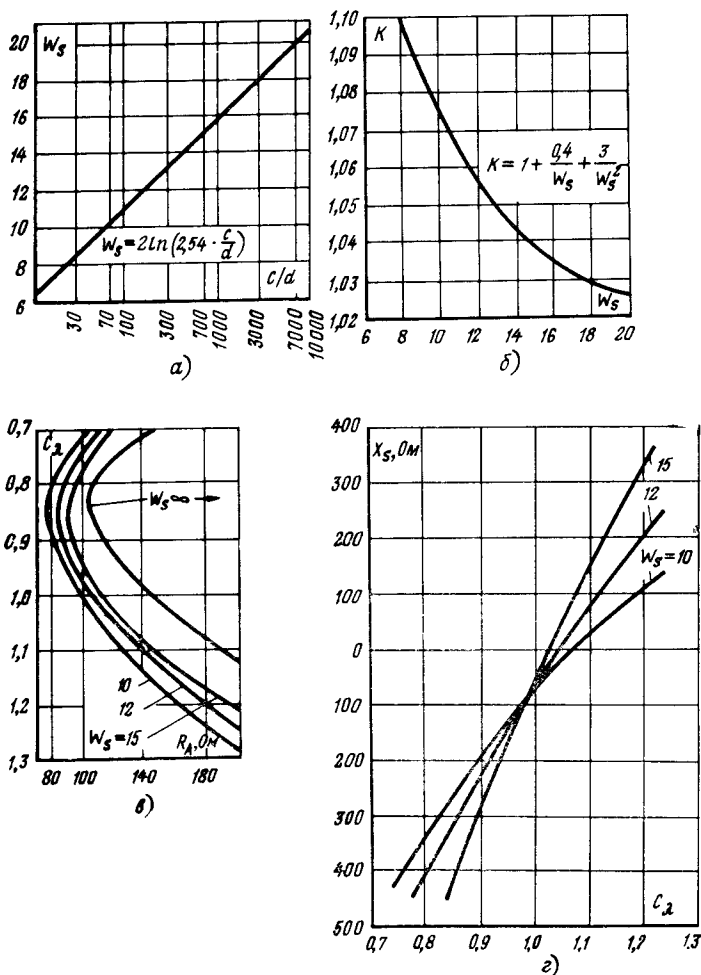 20
W_s
18
16
14
12
10
8
6
W_s = 2 ln (2,54 · c/d)
c/d
30
70
100
300
700
1000
3000
7000
10000
а)
1,10
K
1,09
1,08
1,07
1,06
1,05
1,04
1,03
1,02
K = 1 + 0,4/W_s + 3/W_s²
W_s
6 8 10 12 14 16 18 20
б)
0,7
C_λ
0,8
W_s ∞
0,9
1,0
1,1
10
12
1,2
W_s=15
R_A, Ом
1,3
80 100 140 180
в)
400
X_s, Ом
15
300
12
200
W_s=10
100
0
100
200
300
400
C_λ
500
0,7 0,8 0,9 1,0 1,1 1,2 1.3
г)